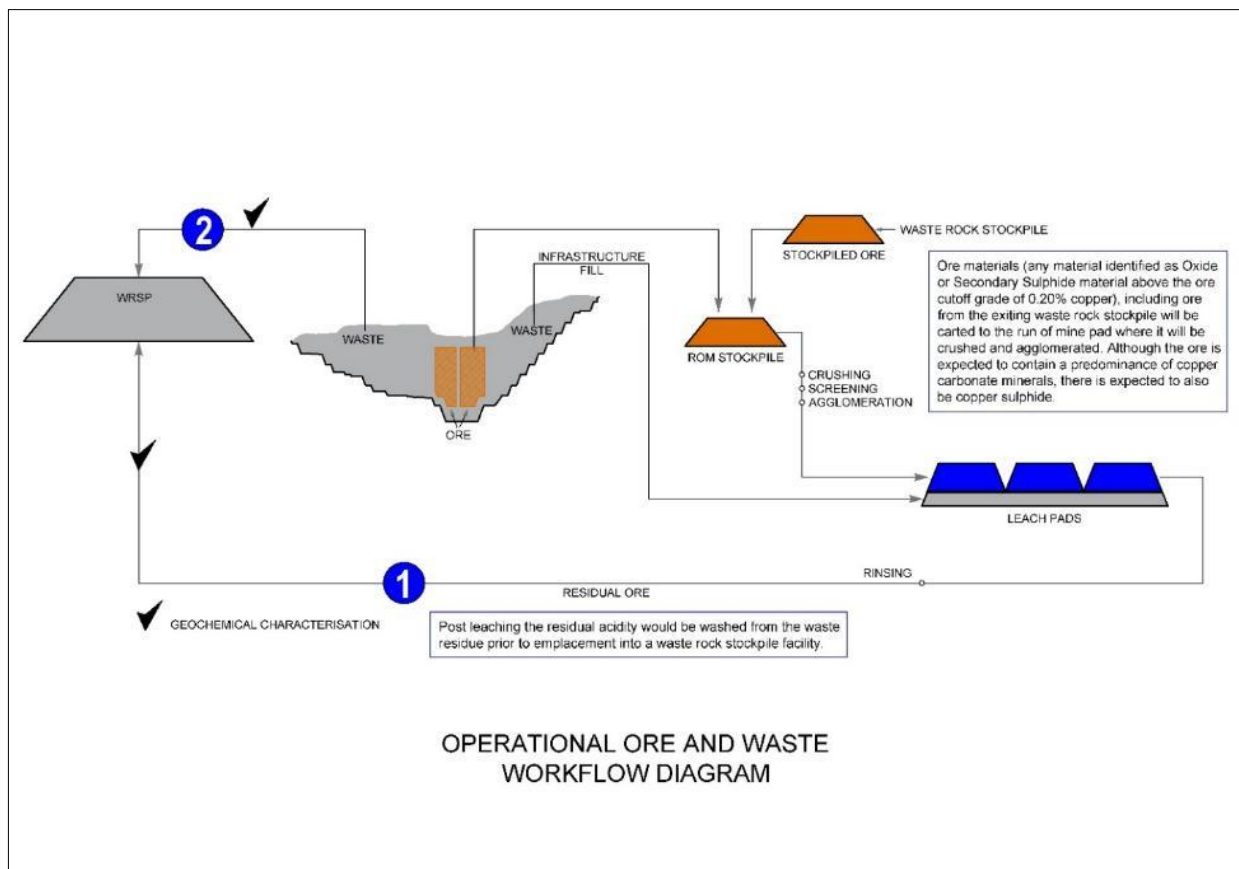 2
WASTE ROCK STOCKPILE
STOCKPILED ORE
INFRASTRUCTURE
FILL
WRSP
WASTE
WASTE
ROM STOCKPILE
Ore materials (any material identified as Oxide
or Secondary Sulphide material above the ore
cutoff grade of 0.20% copper), including ore
from the exiting waste rock stockpile will be
carted to the run of mine pad where it will be
crushed and agglomerated. Although the ore is
expected to contain a predominance of copper
carbonate minerals, there is expected to also
be copper sulphide.
CRUSHING
SCREENING
AGGLOMERATION
ORE
LEACH PADS
RINSING
1
RESIDUAL ORE
GEOCHEMICAL CHARACTERISATION
Post leaching the residual acidity would be washed from the waste
residue prior to emplacement into a waste rock stockpile facility.
OPERATIONAL ORE AND WASTE
WORKFLOW DIAGRAM